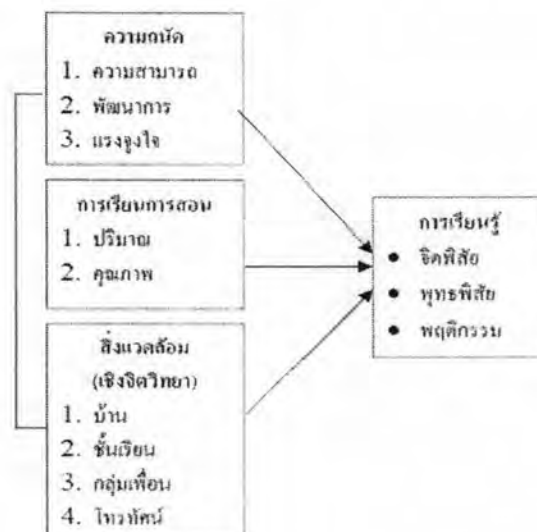 ความถนัด
1. ความสามารถ
2. พัฒนาการ
3. แรงจูงใจ
การเรียนการสอน
1. ปริมาณ
2. คุณภาพ
สิ่งแวดล้อม
(เชิงจิตวิทยา)
1. บ้าน
2. ชั้นเรียน
3. กลุ่มเพื่อน
4. โทรทัศน์
การเรียนรู้
● จิตพิสัย
● พุทธพิสัย
● พฤติกรรม